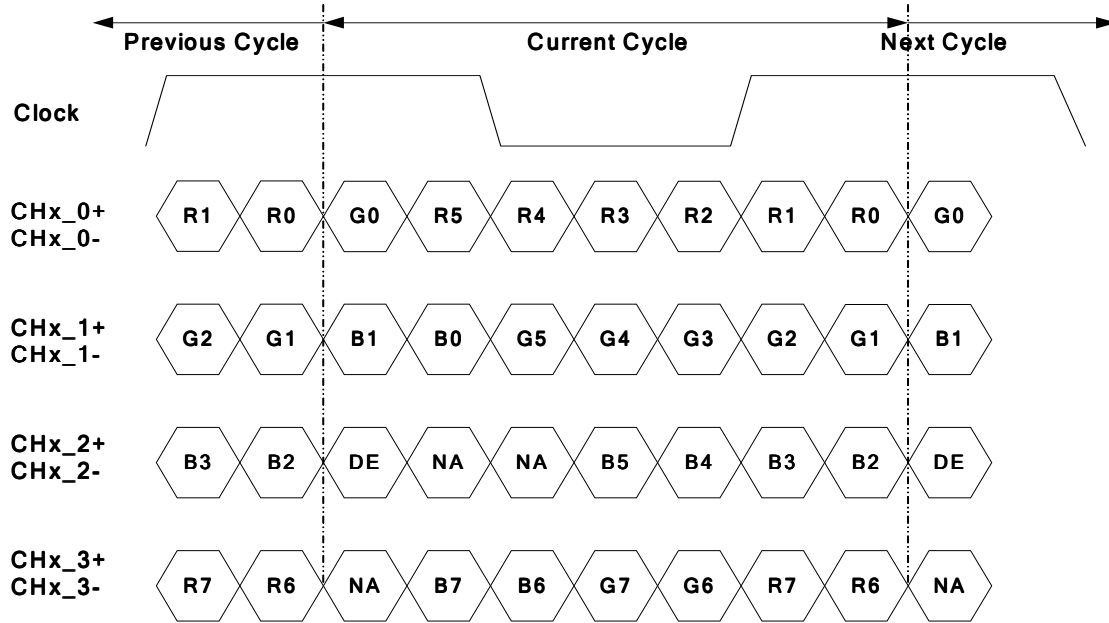 Previous Cycle Current Cycle Next Cycle
Clock
CHx_0+
CHx_0-
R1 R0 G0 R5 R4 R3 R2 R1 R0 G0
CHx_1+
CHx_1-
G2 G1 B1 B0 G5 G4 G3 G2 G1 B1
CHx_2+
CHx_2-
B3 B2 DE NA NA B5 B4 B3 B2 DE
CHx_3+
CHx_3-
R7 R6 NA B7 B6 G7 G6 R7 R6 NA